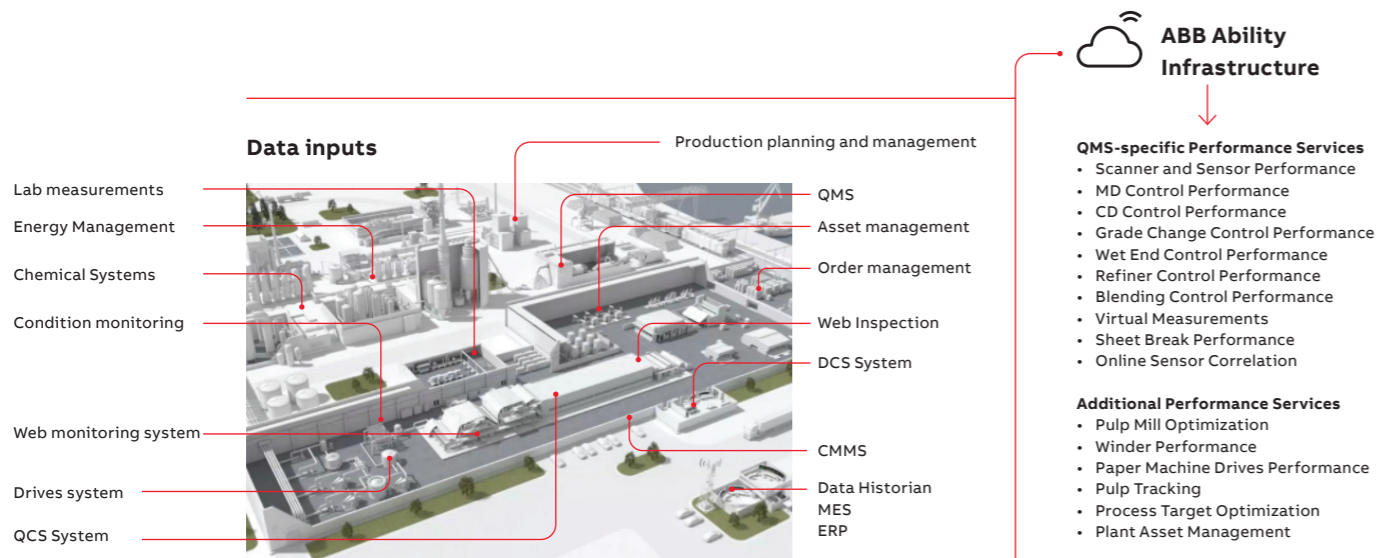 ABB Ability
Infrastructure
Data inputs
Production planning and management
Lab measurements
Energy Management
Chemical Systems
Condition monitoring
Web monitoring system
Drives system
QCS System
QMS
Asset management
Order management
Web Inspection
DCS System
CMMS
Data Historian
MES
ERP
QMS-specific Performance Services
• Scanner and Sensor Performance
• MD Control Performance
• CD Control Performance
• Grade Change Control Performance
• Wet End Control Performance
• Refiner Control Performance
• Blending Control Performance
• Virtual Measurements
• Sheet Break Performance
• Online Sensor Correlation
Additional Performance Services
• Pulp Mill Optimization
• Winder Performance
• Paper Machine Drives Performance
• Pulp Tracking
• Process Target Optimization
• Plant Asset Management